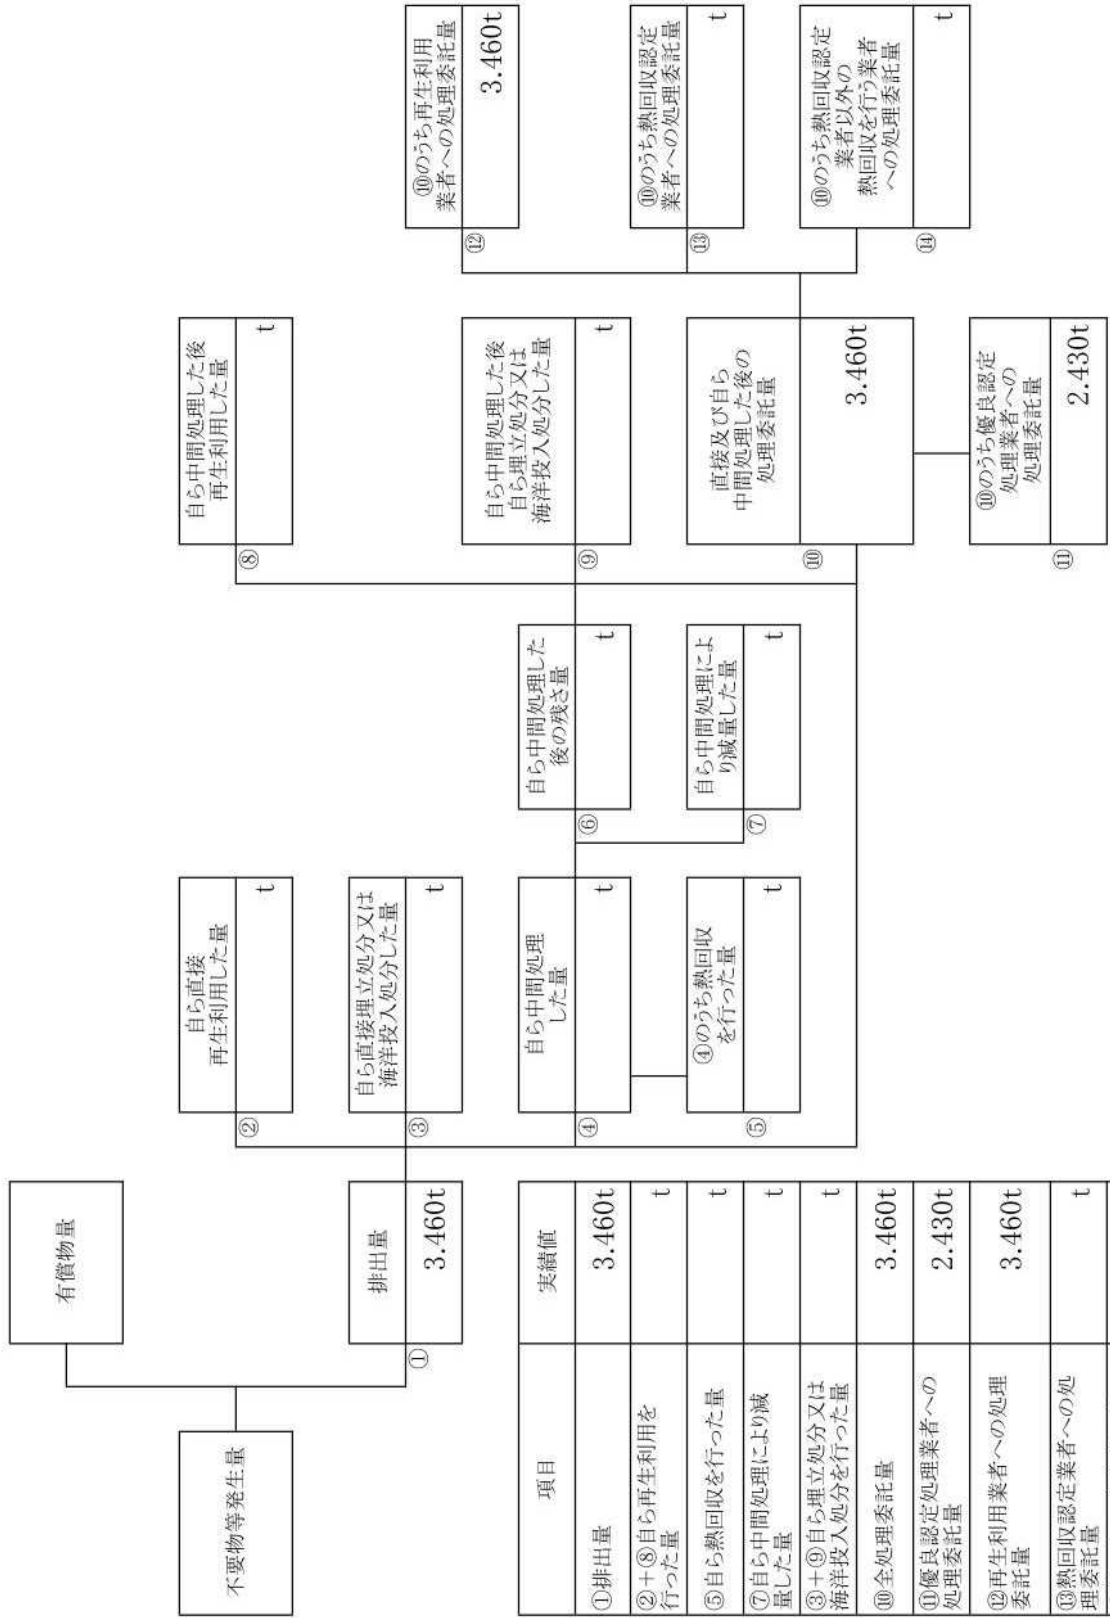 不要物等発生量
有償物量
①
排出量
3.460t
②
自ら直接
再生利用した量
t
③
自ら直接埋立処分又は
海洋投入処分した量
t
④
自ら中間処理
した量
t
⑤
④のうち熱回収
を行った量
t
⑥
自ら中間処理した
後の残さ量
t
⑦
自ら中間処理によ
り減量した量
t
⑧
自ら中間処理した後
再生利用した量
t
⑨
自ら中間処理した後
自ら埋立処分又は
海洋投入処分した量
t
⑩
直接及び自ら
中間処理した後の
処理委託量
3.460t
⑪
⑩のうち優良認定
処理業者への
処理委託量
2.430t
⑫
⑩のうち再生利用
業者への処理委託量
3.460t
⑬
⑩のうち熱回収認定
業者への処理委託量
t
⑭
⑩のうち熱回収認定
業者以外の
熱回収を行う業者
への処理委託量
t
項目 実績値
①排出量 3.460t
②+⑧自ら再生利用を
行った量 t
⑤自ら熱回収を行った量 t
⑦自ら中間処理により減
量した量 t
③+⑨自ら埋立処分又は
海洋投入処分を行った量 t
⑩全処理委託量 3.460t
⑪優良認定処理業者への
処理委託量 2.430t
⑫再生利用業者への処理
委託量 3.460t
⑬熱回収認定業者への処
理委託量 t